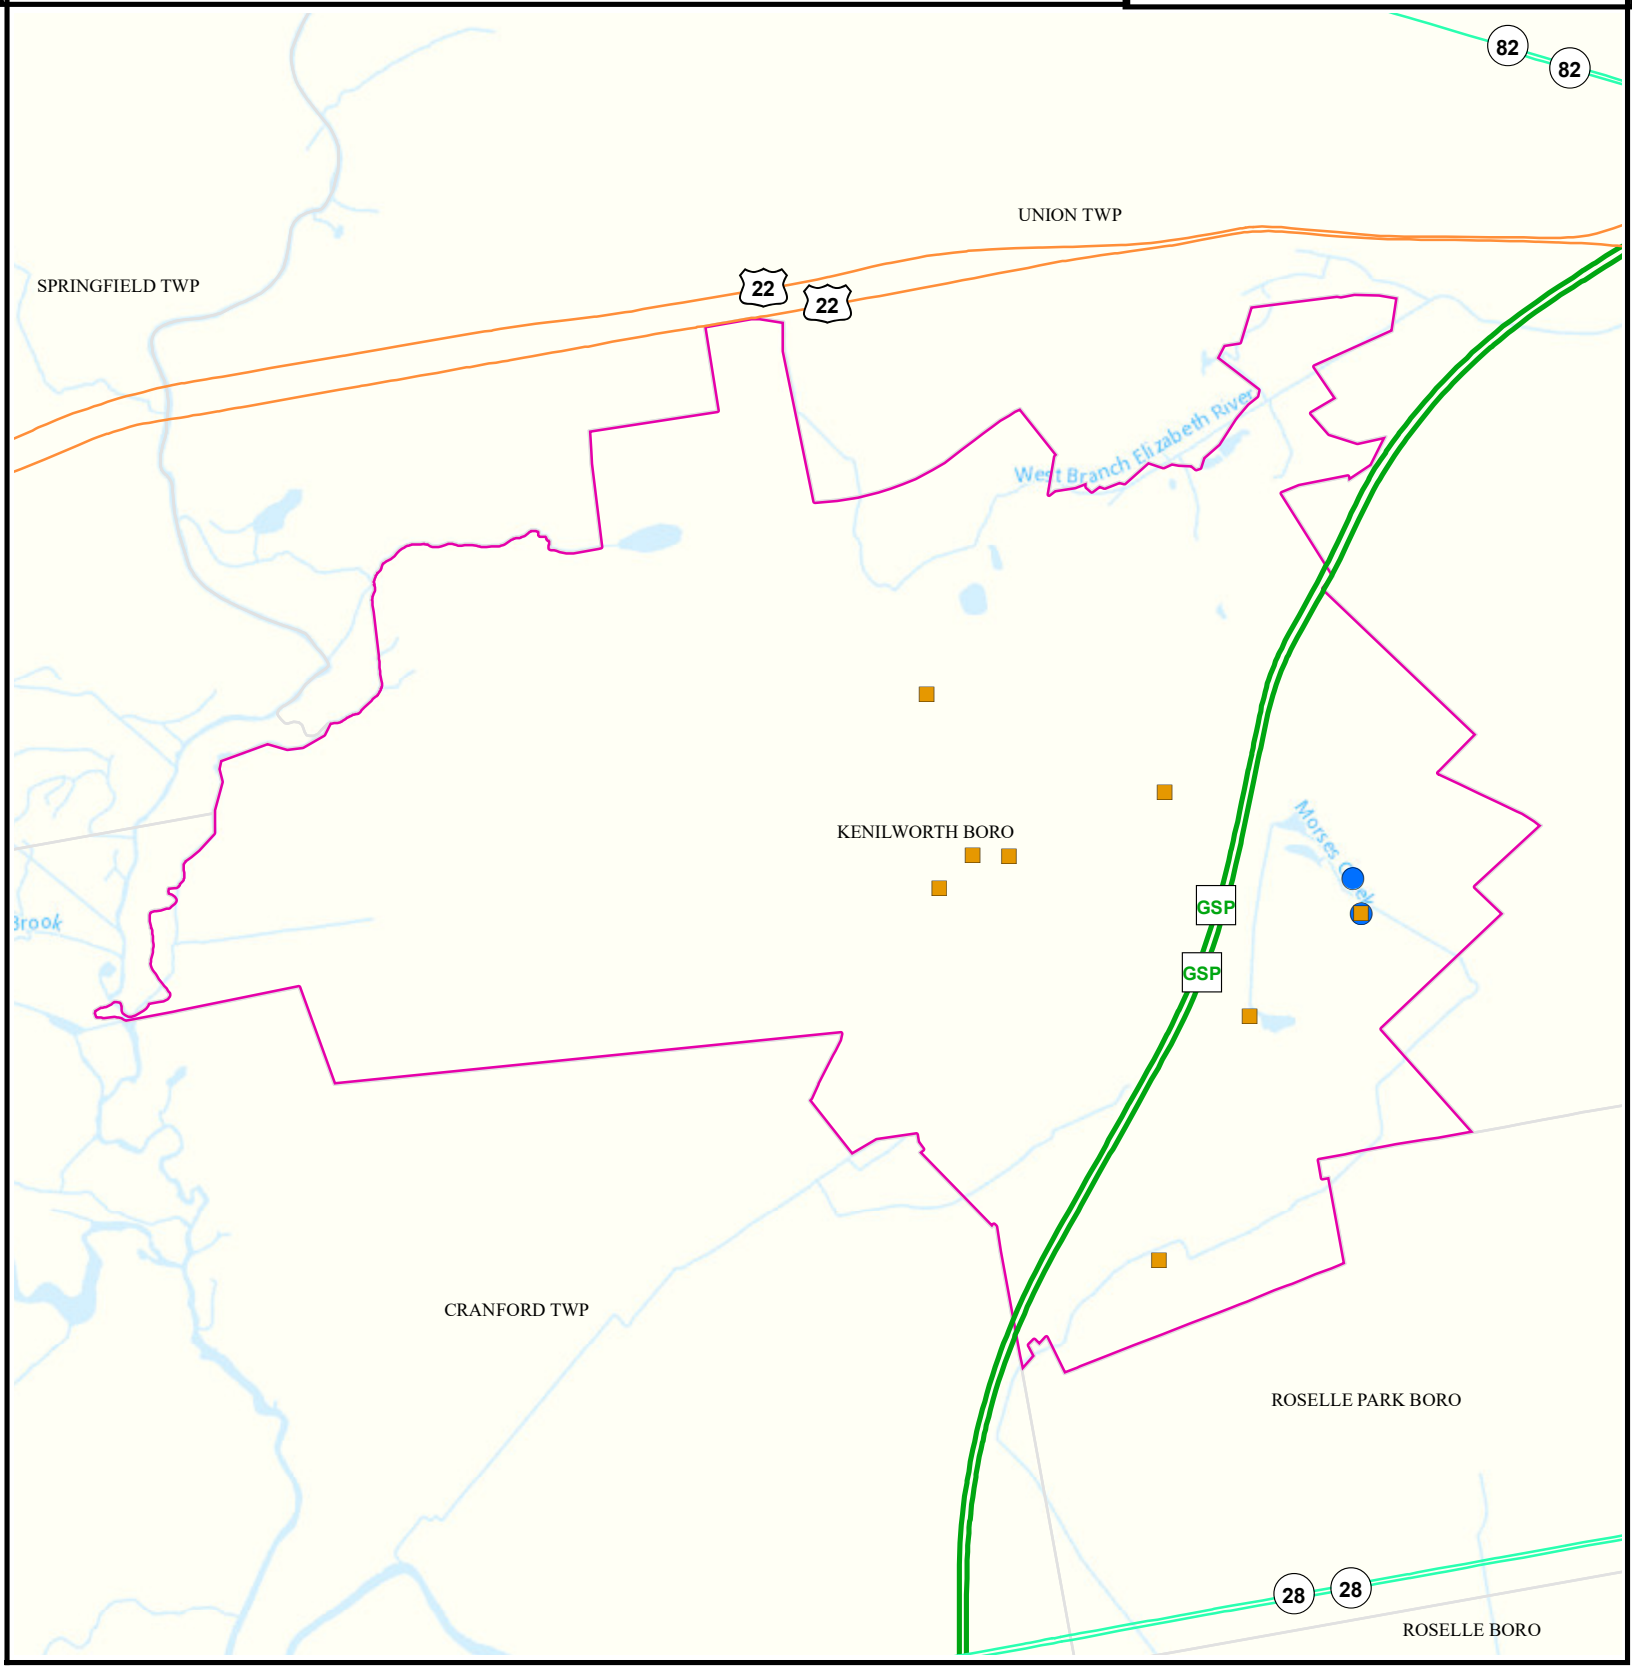 82
82
UNION TWP
SPRINGFIELD TWP
22
22
West Branch Elizabeth River
KENILWORTH BORO
Morses
GSP
Brook
GSP
CRANFORD TWP
ROSELLE PARK BORO
28
28
ROSELLE BORO